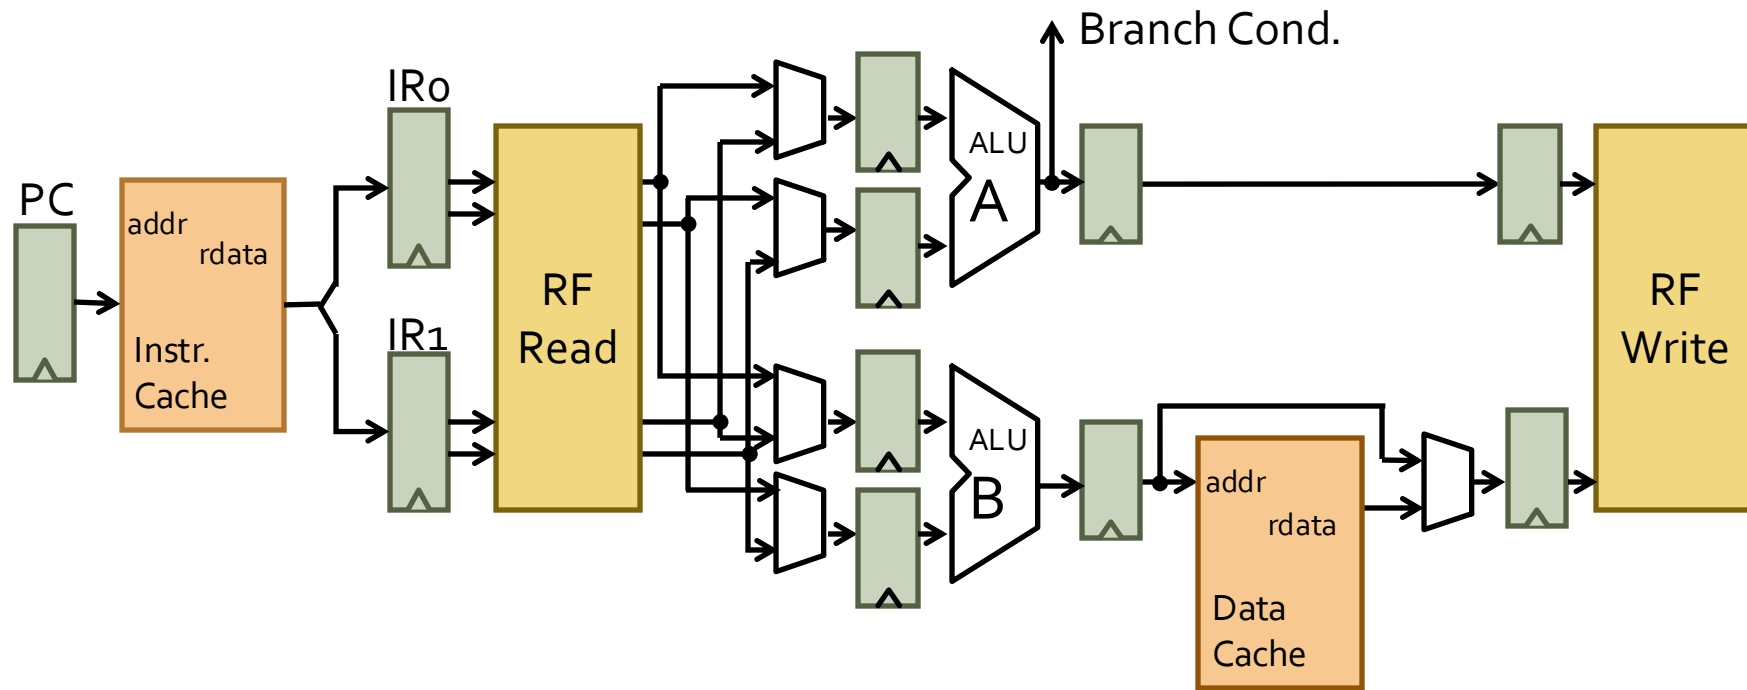 PC
addr
rdata
Instr.
Cache
IR0
IR1
RF
Read
ALU
A
Branch Cond.
ALU
B
addr
rdata
Data
Cache
RF
Write